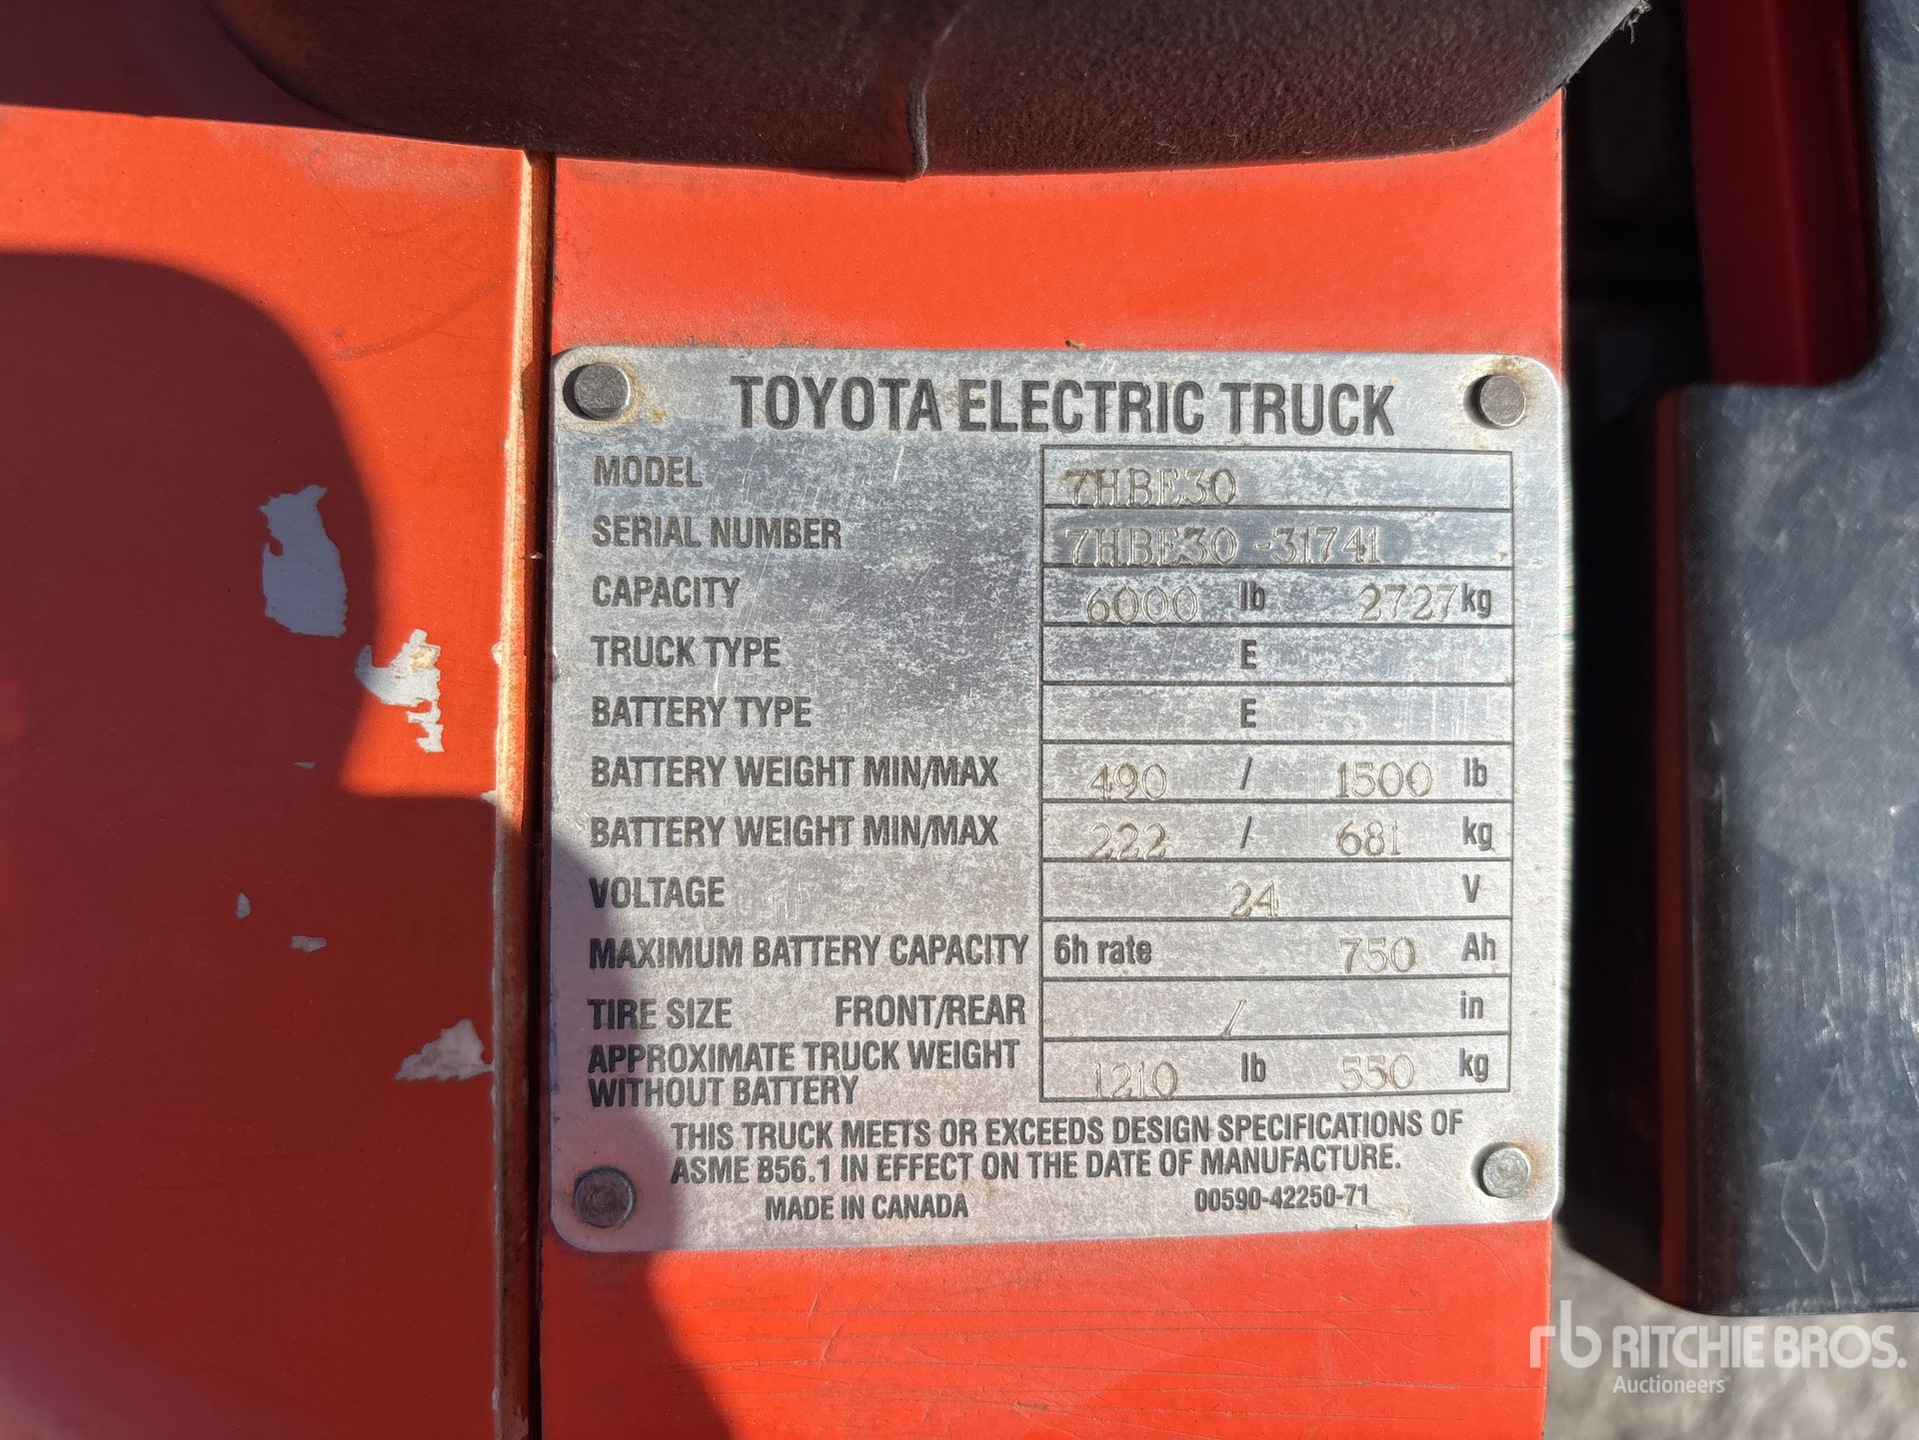 TOYOTA ELECTRIC TRUCK
MODEL 7HBE30
SERIAL NUMBER 7HBE30 -31741
CAPACITY 6000 lb 2727 kg
TRUCK TYPE E
BATTERY TYPE E
BATTERY WEIGHT MIN/MAX 490 / 1500 lb
BATTERY WEIGHT MIN/MAX 222 / 681 kg
VOLTAGE 24 V
MAXIMUM BATTERY CAPACITY 6h rate 750 Ah
TIRE SIZE FRONT/REAR / in
APPROXIMATE TRUCK WEIGHT
WITHOUT BATTERY 1210 lb 550 kg
THIS TRUCK MEETS OR EXCEEDS DESIGN SPECIFICATIONS OF
ASME B56.1 IN EFFECT ON THE DATE OF MANUFACTURE.
MADE IN CANADA 00590-42250-71
rb RITCHIE BROS.
Auctioneers